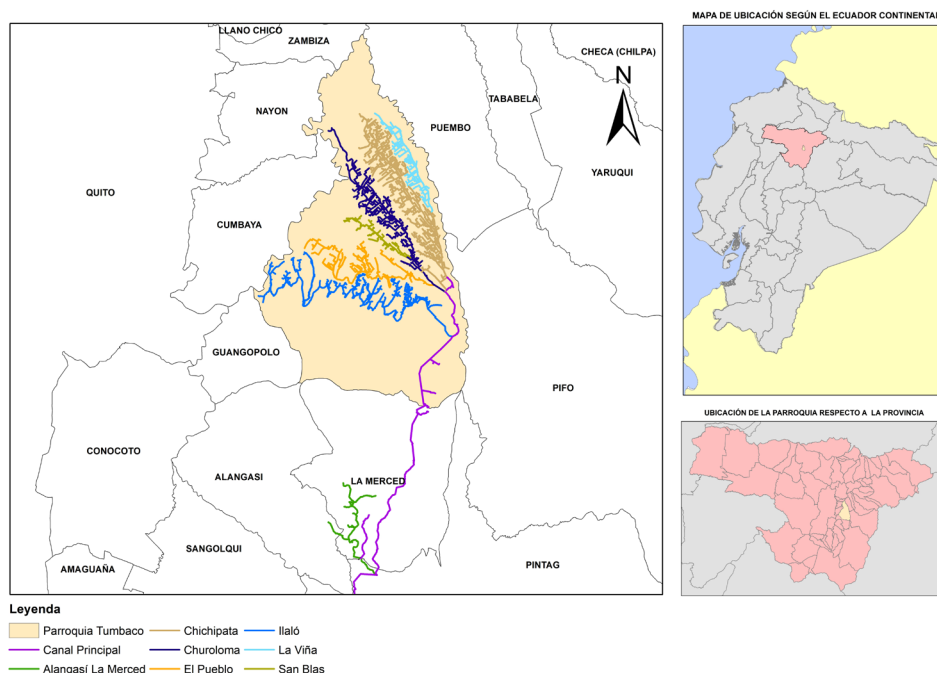 MAPA DE UBICACIÓN SEGÚN EL ECUADOR CONTINENTAL
LLANO CHICO
ZAMBIZA
CHECA (CHILPA)
N
TABABELA
NAYON
PUEMBO
YARUQUI
QUITO
CUMBAYA
GUANGOPOLO
PIFO
UBICACIÓN DE LA PARROQUIA RESPECTO A LA PROVINCIA
CONOCOTO
ALANGASI
LA MERCED
SANGOLQUI
AMAGUAÑA
PINTAG
Leyenda
Parroquia Tumbaco
Chichipata
Ilaló
Canal Principal
Churoloma
La Viña
Alangasí La Merced
El Pueblo
San Blas